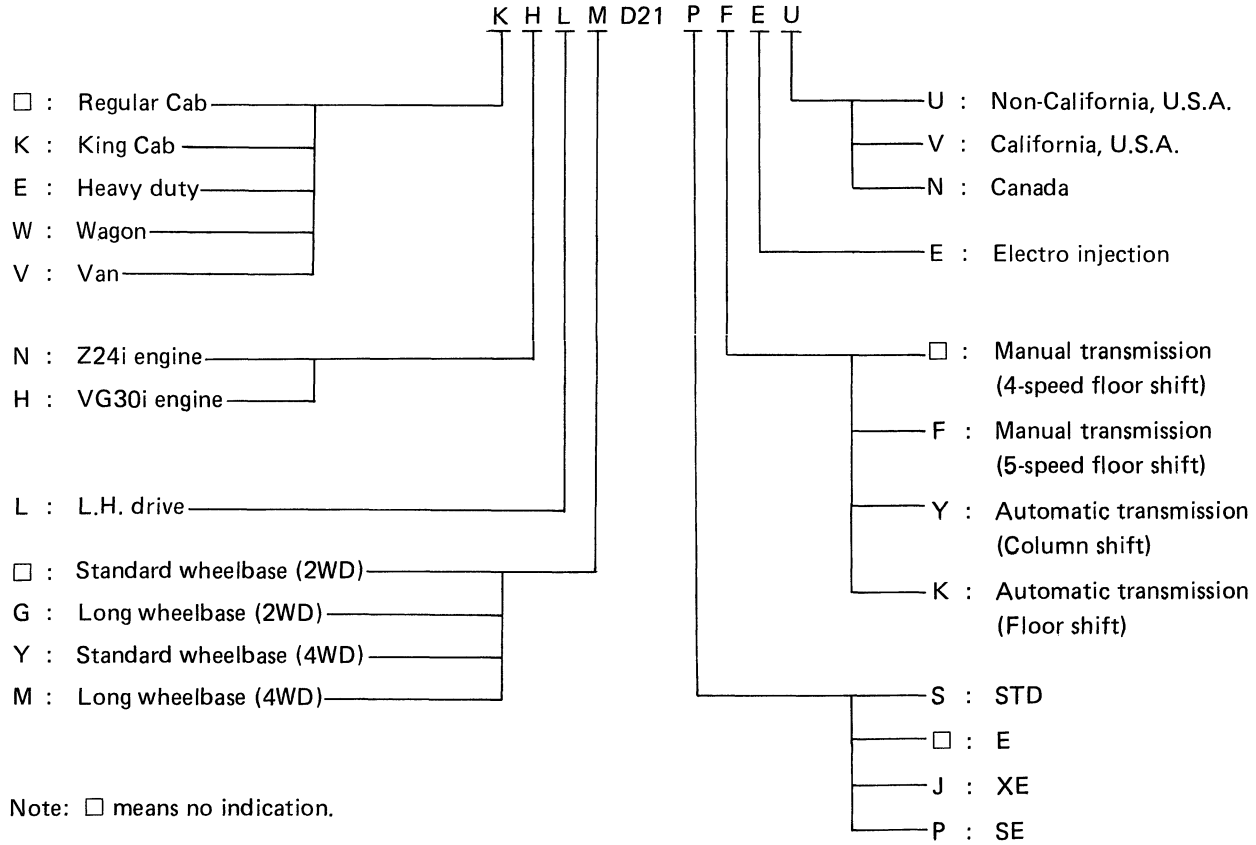 K H L M D21 P F E U
□ : Regular Cab
K : King Cab
E : Heavy duty
W : Wagon
V : Van
N : Z24i engine
H : VG30i engine
L : L.H. drive
□ : Standard wheelbase (2WD)
G : Long wheelbase (2WD)
Y : Standard wheelbase (4WD)
M : Long wheelbase (4WD)
Note: □ means no indication.
U : Non-California, U.S.A.
V : California, U.S.A.
N : Canada
E : Electro injection
□ : Manual transmission
(4-speed floor shift)
F : Manual transmission
(5-speed floor shift)
Y : Automatic transmission
(Column shift)
K : Automatic transmission
(Floor shift)
S : STD
□ : E
J : XE
P : SE